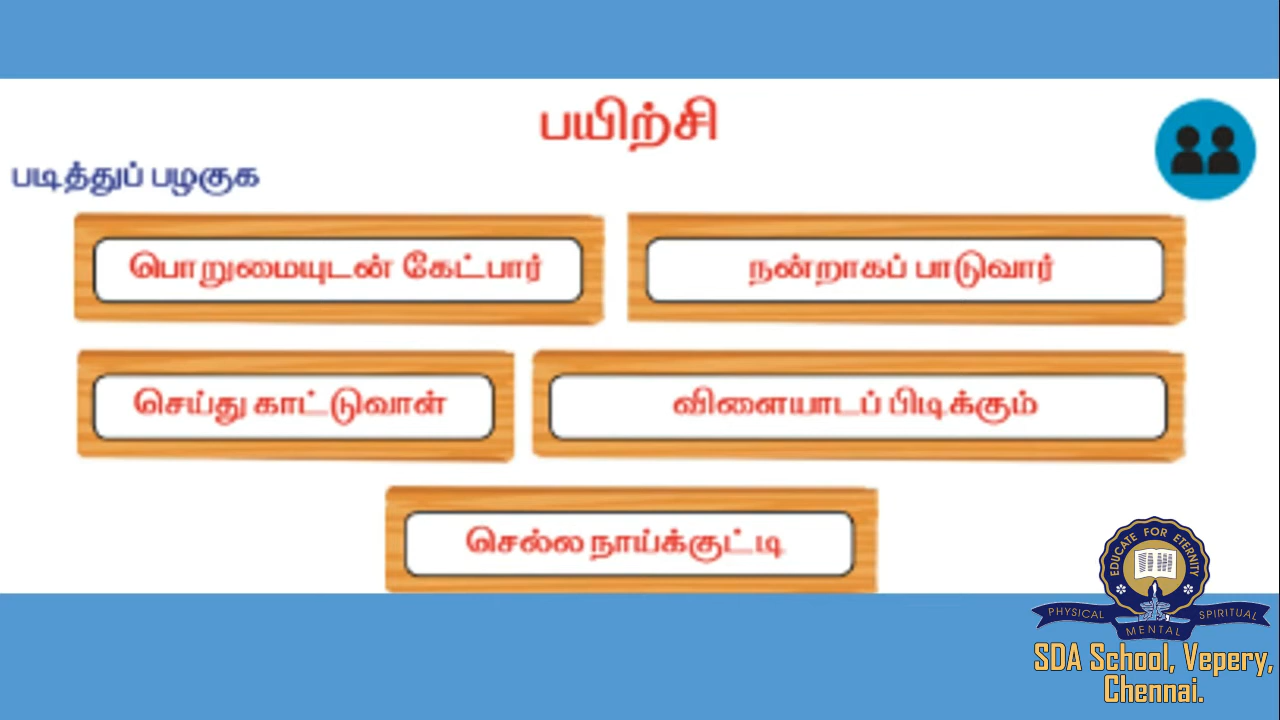 பயிற்சி
படித்துப் பழகுக
பொறுமையுடன் கேட்பார்
நன்றாகப் பாடுவார்
செய்து காட்டுவாள்
விளையாடப் பிடிக்கும்
செல்ல நாய்க்குட்டி
EDUCATE FOR ETERNITY
PHYSICAL MENTAL SPIRITUAL
SDA School, Vepery,
Chennai.